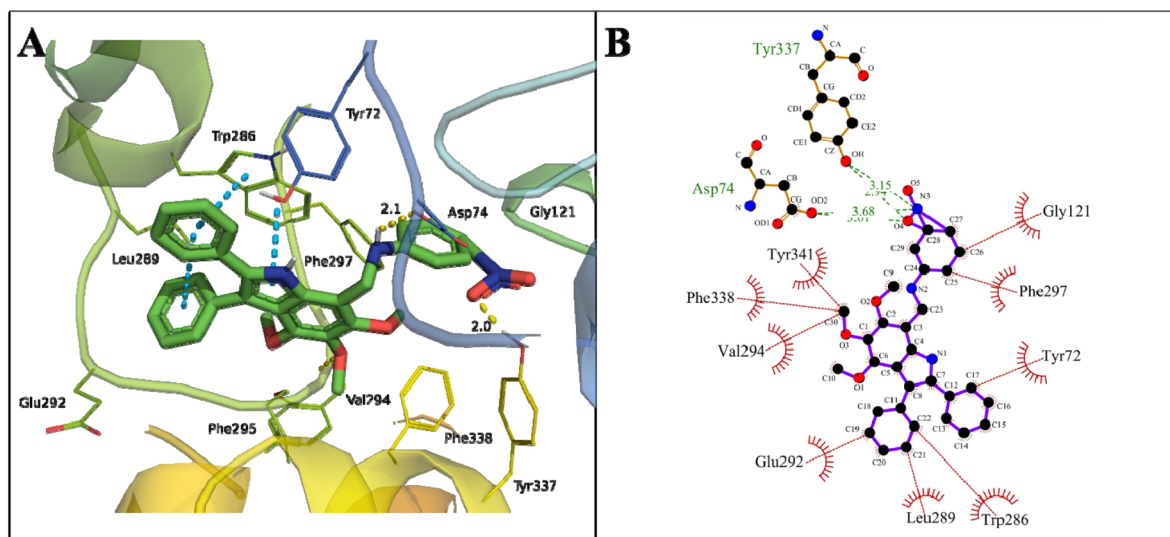 A
Tyr72
Trp286
2.1
Asp74
Gly121
Leu289
Phe297
2.0
Glu292
Val294
Phe295
Phe338
Tyr337
B
N
CA
C
Tyr337
O
CB
CG
CD2
CD1
CE2
CE1
CZ
O
OH
Asp74
C
CA
CB
CG
OD2
N
OD1
3.15
3.68
O5
N3
O4
C27
C28
Gly121
C29
C26
C24
C25
Tyr341
N2
Phe297
C9
O2
C23
Phe338
C30
C2
C3
O3
C1
C4
Val294
C6
N1
Tyr72
C10
C5
C7
O1
C8
C12
C17
C11
C16
C18
C22
C13
C15
C19
C14
Glu292
C20
C21
Leu289
Trp286